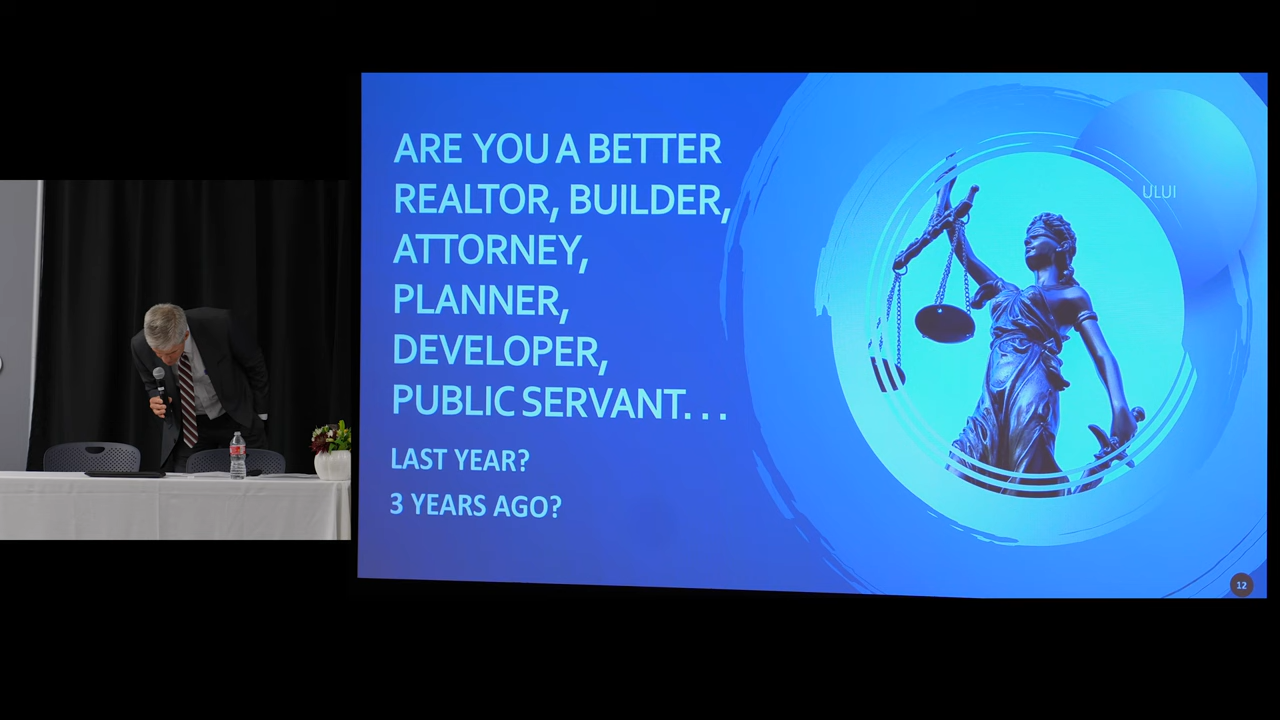 ARE YOU A BETTER
REALTOR, BUILDER,
ATTORNEY,
PLANNER,
DEVELOPER,
PUBLIC SERVANT. . .
LAST YEAR?
3 YEARS AGO?
ULUI
12